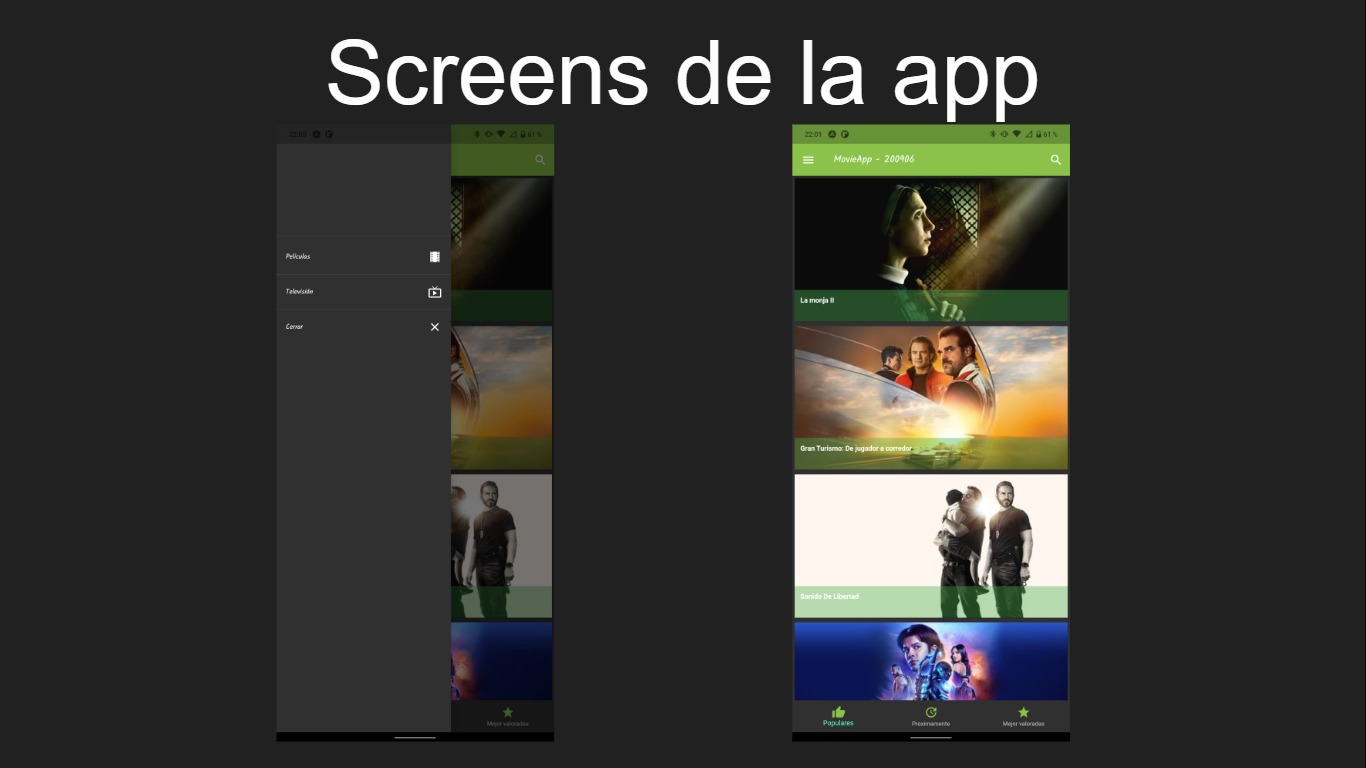 Screens de la app
22:00
61 %
Películas
Televisión
Cerrar
Mejor valoradas
22:01
61 %
MovieApp - 200906
La monja II
Gran Turismo: De jugador a corredor
Sonido De Libertad
Populares
Proximamente
Mejor valoradas